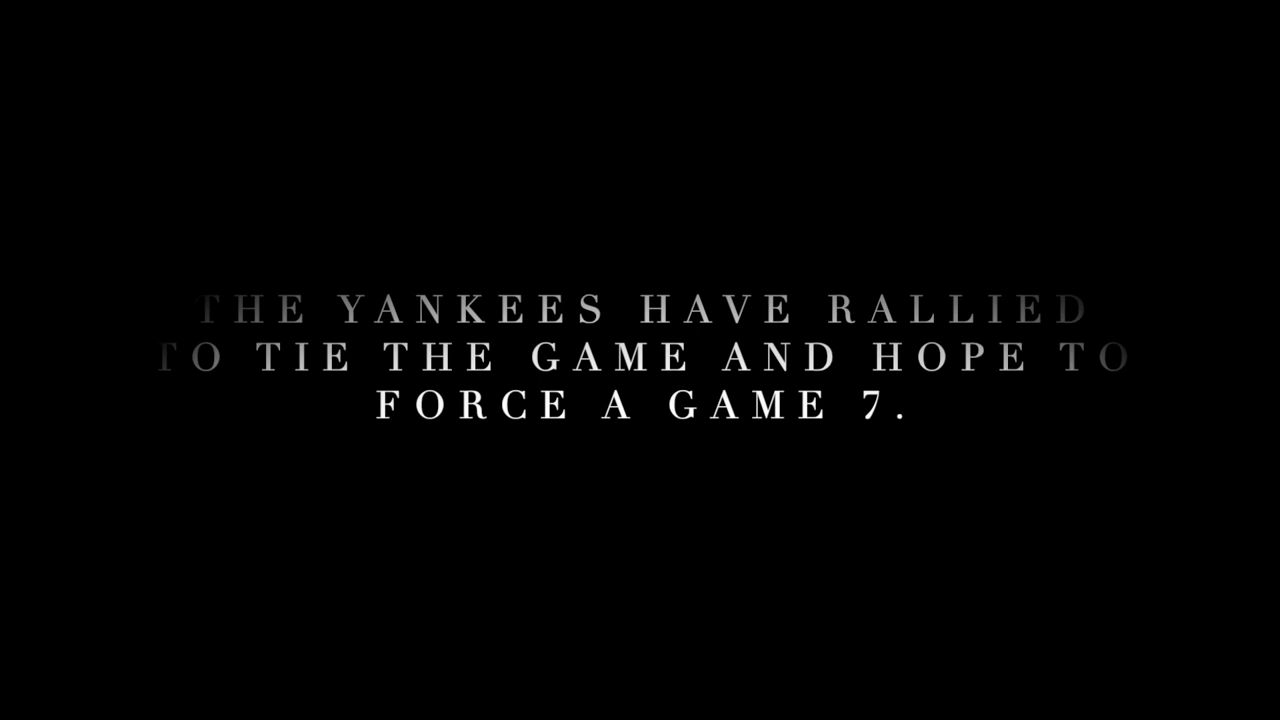 THE YANKEES HAVE RALLIED
TO TIE THE GAME AND HOPE TO
FORCE A GAME 7.